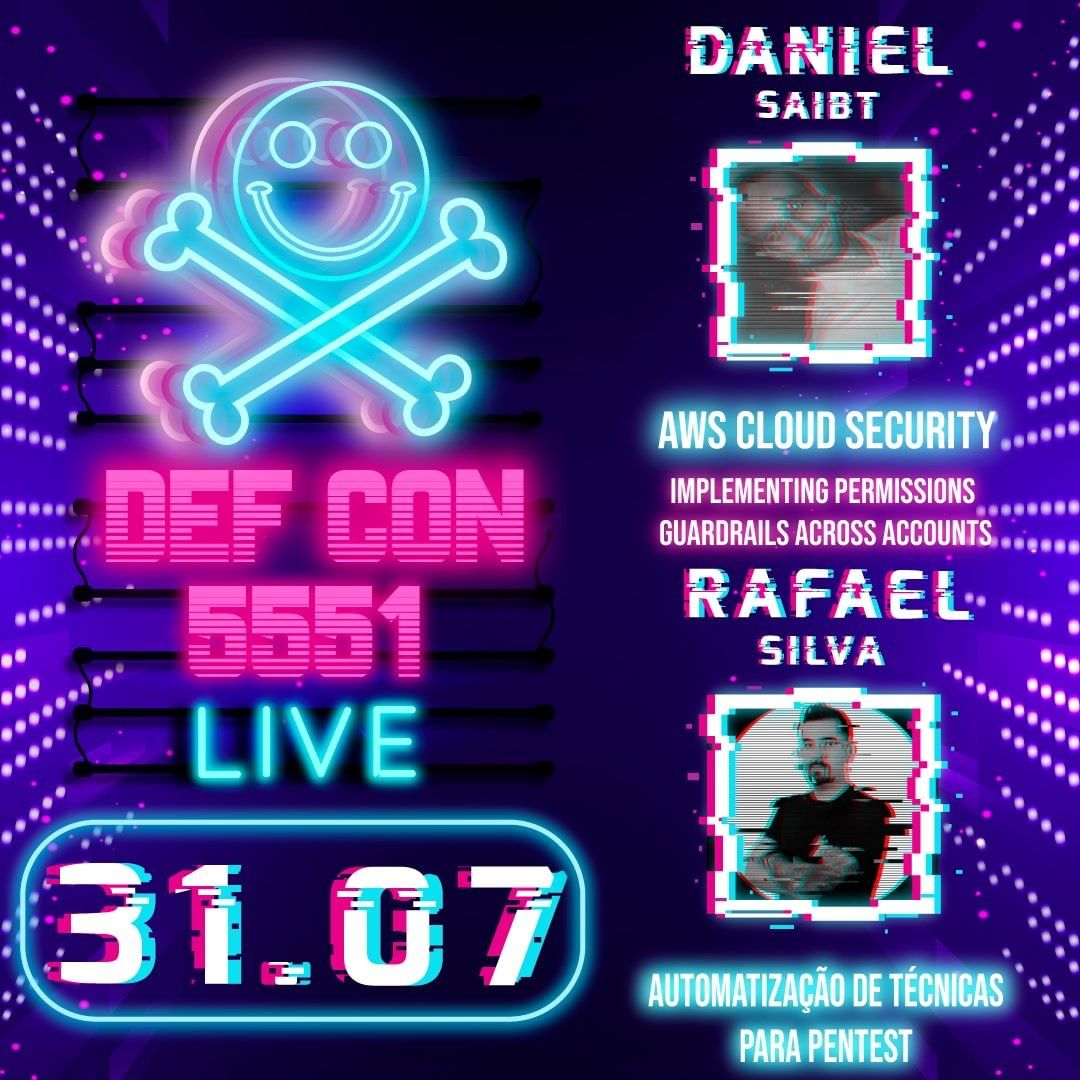 DEF CON
5551
LIVE
31.07
DANIEL
SAIBT
AWS CLOUD SECURITY
IMPLEMENTING PERMISSIONS
GUARDRAILS ACROSS ACCOUNTS
RAFAEL
SILVA
AUTOMATIZAÇÃO DE TÉCNICAS
PARA PENTEST